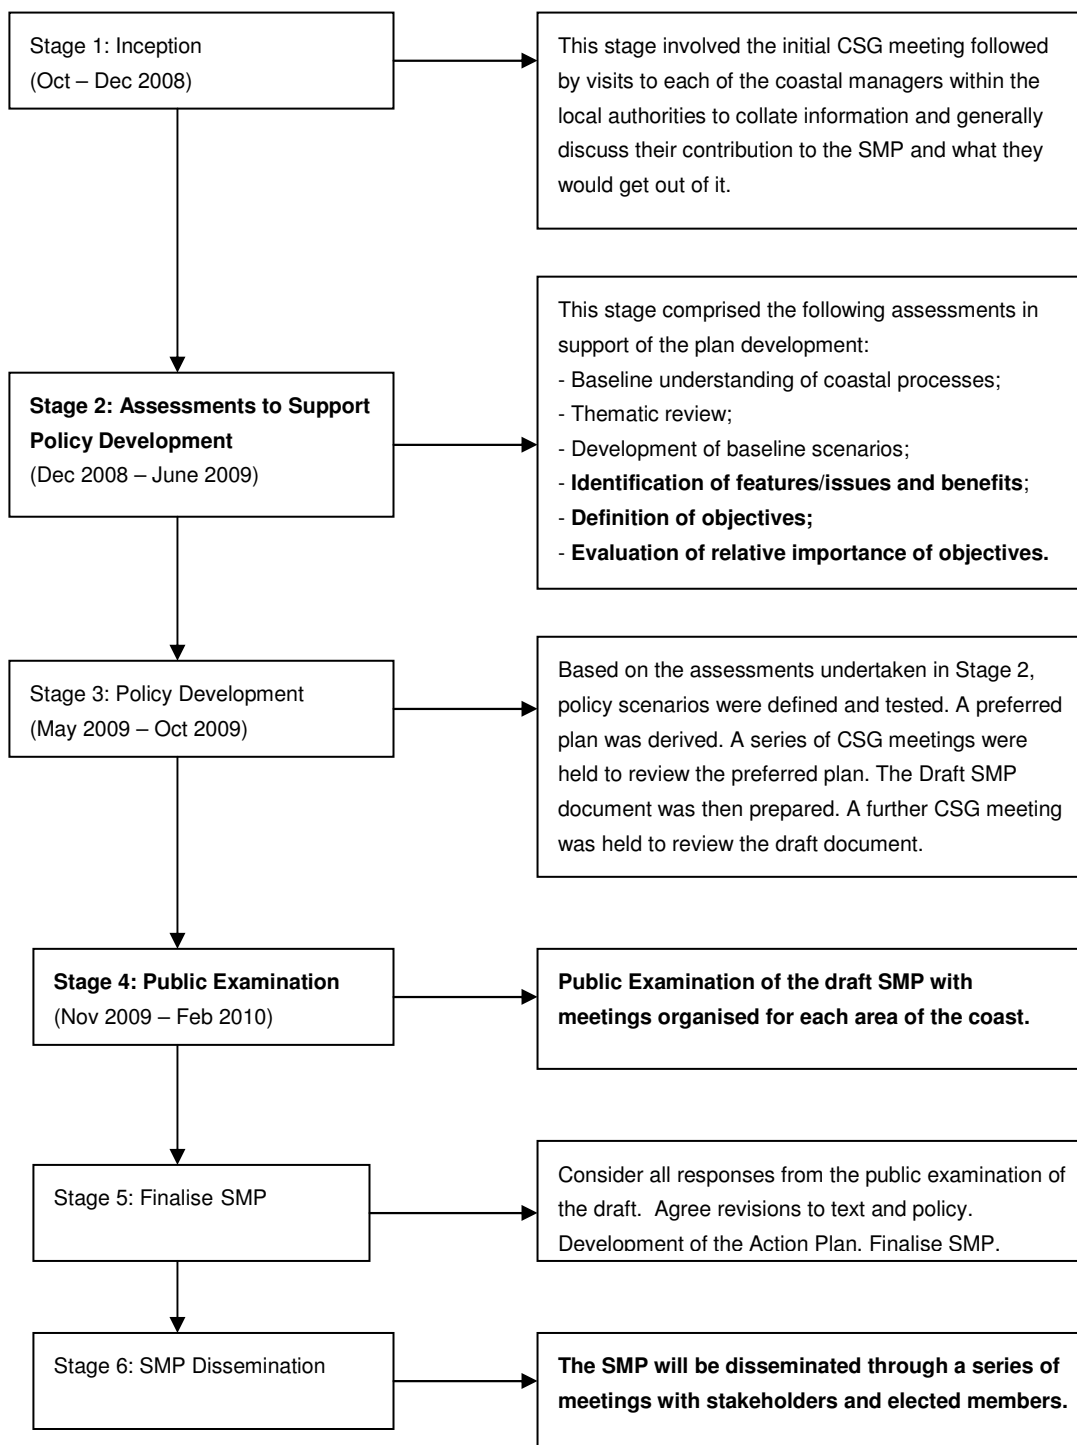 Stage 1: Inception
(Oct – Dec 2008)
This stage involved the initial CSG meeting followed
by visits to each of the coastal managers within the
local authorities to collate information and generally
discuss their contribution to the SMP and what they
would get out of it.
Stage 2: Assessments to Support
Policy Development
(Dec 2008 – June 2009)
This stage comprised the following assessments in
support of the plan development:
- Baseline understanding of coastal processes;
- Thematic review;
- Development of baseline scenarios;
- Identification of features/issues and benefits;
- Definition of objectives;
- Evaluation of relative importance of objectives.
Stage 3: Policy Development
(May 2009 – Oct 2009)
Based on the assessments undertaken in Stage 2,
policy scenarios were defined and tested. A preferred
plan was derived. A series of CSG meetings were
held to review the preferred plan. The Draft SMP
document was then prepared. A further CSG meeting
was held to review the draft document.
Stage 4: Public Examination
(Nov 2009 – Feb 2010)
Public Examination of the draft SMP with
meetings organised for each area of the coast.
Stage 5: Finalise SMP
Consider all responses from the public examination of
the draft.  Agree revisions to text and policy.
Development of the Action Plan. Finalise SMP.
Stage 6: SMP Dissemination
The SMP will be disseminated through a series of
meetings with stakeholders and elected members.